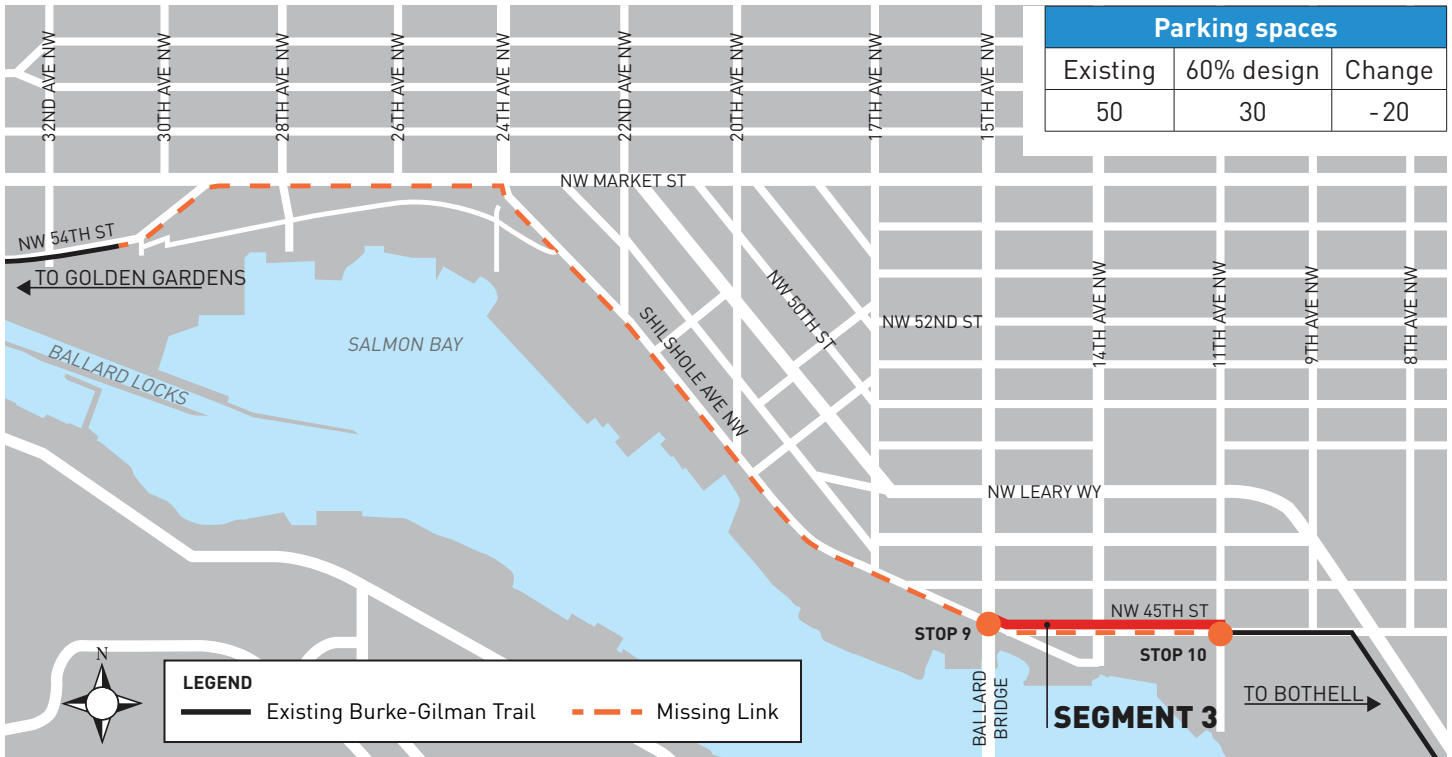 Parking spaces
Existing 60% design Change
50 30 -20
32ND AVE NW
30TH AVE NW
28TH AVE NW
26TH AVE NW
24TH AVE NW
22ND AVE NW
20TH AVE NW
17TH AVE NW
15TH AVE NW
NW MARKET ST
NW 54TH ST
TO GOLDEN GARDENS
BALLARD LOCKS
SALMON BAY
SHILSHOLE AVE NW
NW 50TH ST
NW 52ND ST
14TH AVE NW
11TH AVE NW
9TH AVE NW
8TH AVE NW
NW LEARY WY
NW 45TH ST
STOP 9
STOP 10
BALLARD
BRIDGE
SEGMENT 3
TO BOTHELL
N
LEGEND
Existing Burke-Gilman Trail
Missing Link